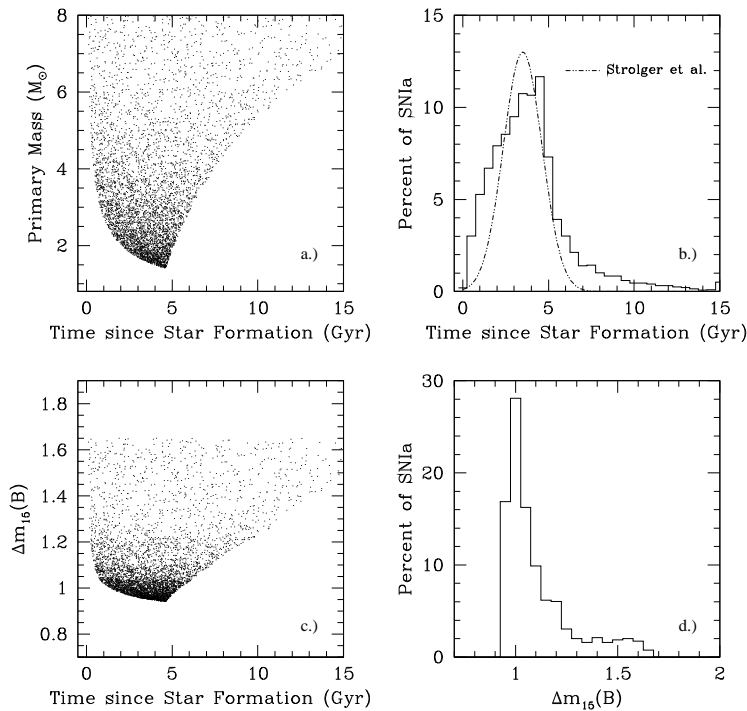 8
6
4
2
Primary Mass (M☉)
a.)
0 5 10 15
Time since Star Formation (Gyr)
15
10
5
0
Percent of SNIa
Strolger et al.
b.)
0 5 10 15
Time since Star Formation (Gyr)
1.8
1.6
1.4
1.2
1
0.8
Δm15(B)
c.)
0 5 10 15
Time since Star Formation (Gyr)
30
20
10
0
Percent of SNIa
d.)
1 1.5 2
Δm15(B)